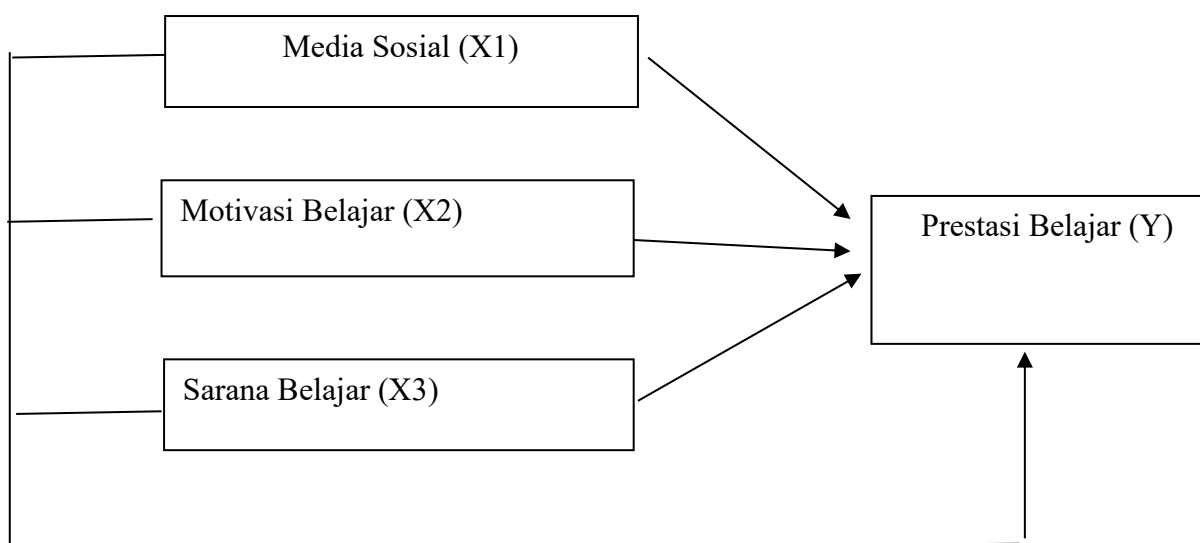 Media Sosial (X1)
Motivasi Belajar (X2)
Prestasi Belajar (Y)
Sarana Belajar (X3)